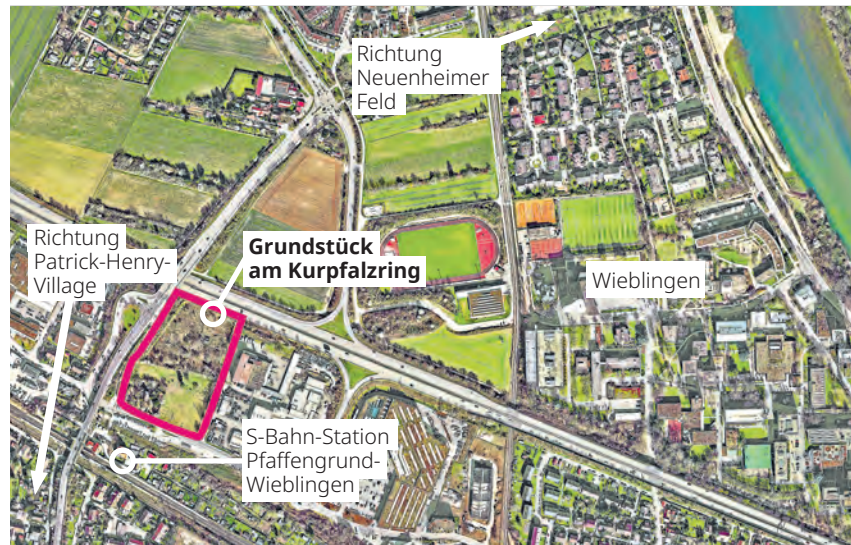 Richtung
Neuenheimer
Feld
Richtung
Patrick-Henry-
Village
Grundstück
am Kurpfalzring
Wieblingen
S-Bahn-Station
Pfaffengrund-
Wieblingen